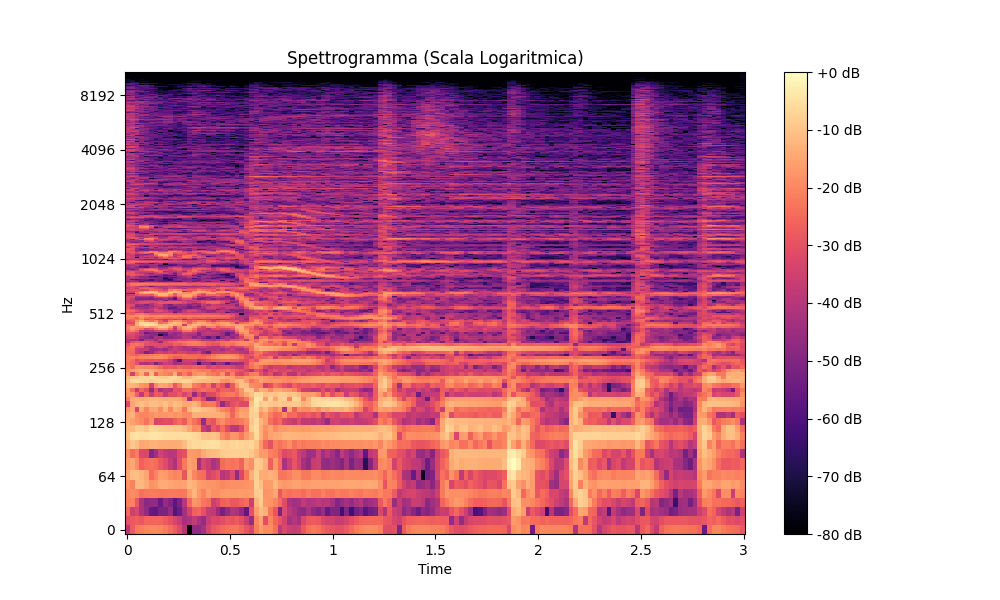 Spettrogramma (Scala Logaritmica)
Hz
8192
4096
2048
1024
512
256
128
64
0
0 0.5 1 1.5 2 2.5 3
Time
+0 dB
-10 dB
-20 dB
-30 dB
-40 dB
-50 dB
-60 dB
-70 dB
-80 dB